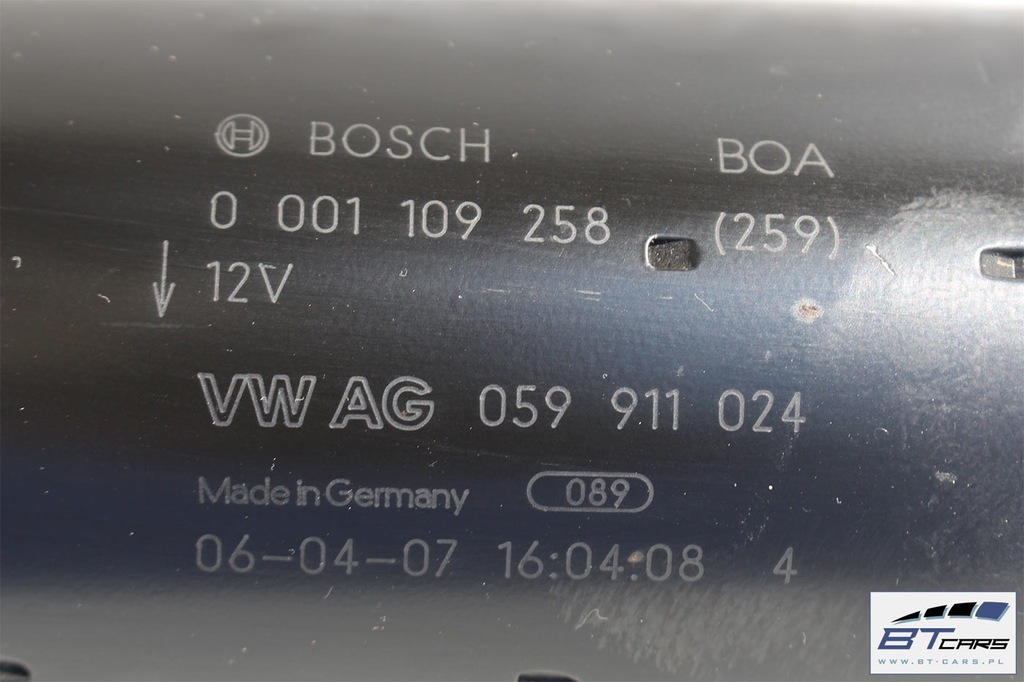 BOSCH BOA
0 001 109 258 (259)
12V
VW AG 059 911 024
Made in Germany 089
06-04-07 16:04:08 4
BT CARS
WWW.BT-CARS.PL